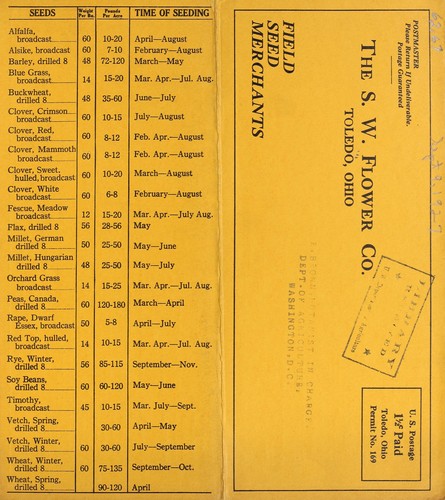 SEEDS Weight Per Bu. Pounds Per Acre TIME OF SEEDING
Alfalfa,
broadcast 60 10-20 April—August
Alsike, broadcast 60 7-10 February—August
Barley, drilled 8 48 72-120 March—May
Blue Grass,
broadcast 14 15-20 Mar. Apr.—Jul. Aug.
Buckwheat,
drilled 8 48 35-60 June—July
Clover, Crimson
broadcast 60 10-15 July—August
Clover, Red,
broadcast 60 8-12 Feb. Apr.—August
Clover, Mammoth
broadcast 60 8-12 Feb. Apr.—August
Clover, Sweet,
hulled, broadcast 60 10-20 March—August
Clover, White
broadcast 60 6-8 February—August
Fescue, Meadow
broadcast 12 15-20 Mar. Apr.—July Aug.
Flax, drilled 8 56 28-56 May
Millet, German
drilled 8 50 25-50 May—June
Millet, Hungarian
drilled 8 48 25-50 May—July
Orchard Grass
broadcast 14 15-25 Mar. Apr.—Jul. Aug.
Peas, Canada,
drilled 8 60 120-180 March—April
Rape, Dwarf
Essex, broadcast 50 5-8 April—July
Red Top, hulled,
broadcast 14 10-15 Mar. Apr.—Jul. Aug.
Rye, Winter,
drilled 8 56 85-115 September—Nov.
Soy Beans,
drilled 8 60 60-120 May—June
Timothy,
broadcast 45 10-15 Mar. July—Sept.
Vetch, Spring,
drilled 8 30-60 April—May
Vetch, Winter,
drilled 8 60 30-60 July—September
Wheat, Winter,
drilled 8 60 75-135 September—Oct.
Wheat, Spring,
drilled 8 90-120 April
POSTMASTER
Please Return If Undeliverable.
Postage Guaranteed
THE S. W. FLOWER CO.
TOLEDO, OHIO
FIELD
SEED
MERCHANTS
LIBRARY
IN CHARGE
DEPT. OF AGRICULTURE,
WASHINGTON, D.C.
U. S. Postage
1½¢ Paid
Toledo, Ohio
Permit No. 169